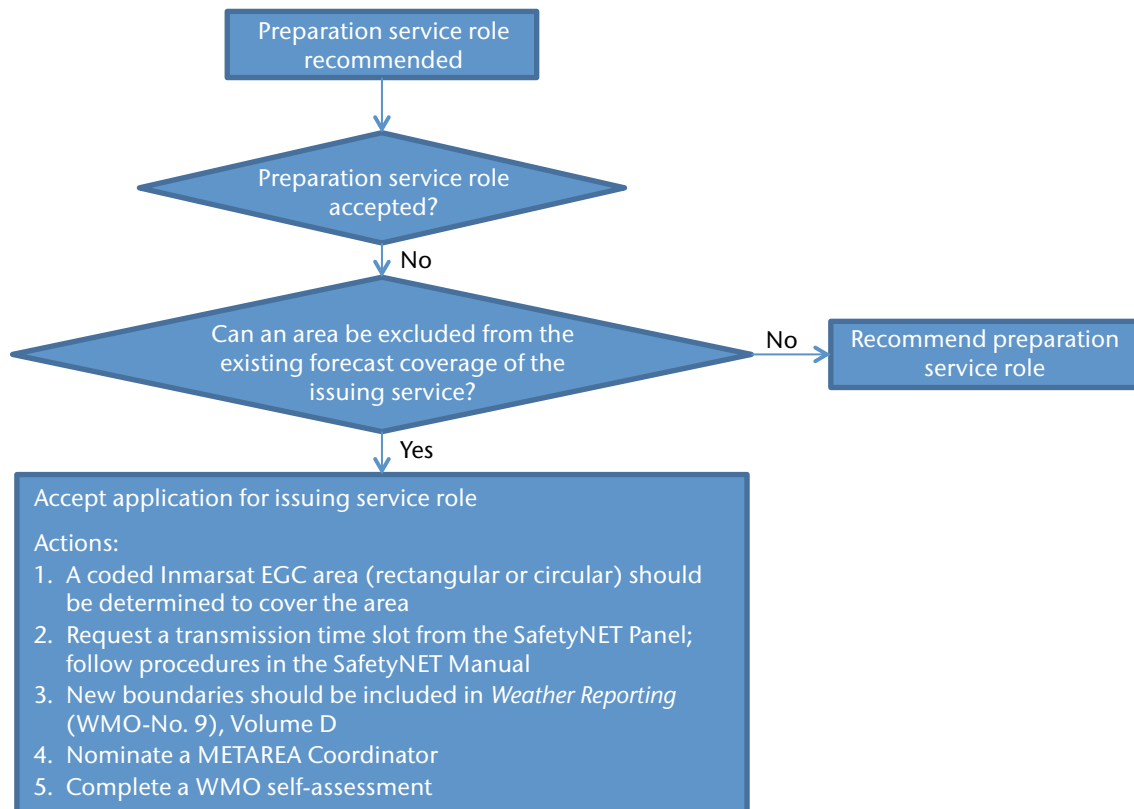 Preparation service role
recommended
Preparation service role
accepted?
No
Can an area be excluded from the
existing forecast coverage of the
issuing service?
No
Recommend preparation
service role
Yes
Accept application for issuing service role
Actions:
1. A coded Inmarsat EGC area (rectangular or circular) should
be determined to cover the area
2. Request a transmission time slot from the SafetyNET Panel;
follow procedures in the SafetyNET Manual
3. New boundaries should be included in Weather Reporting
(WMO-No. 9), Volume D
4. Nominate a METAREA Coordinator
5. Complete a WMO self-assessment